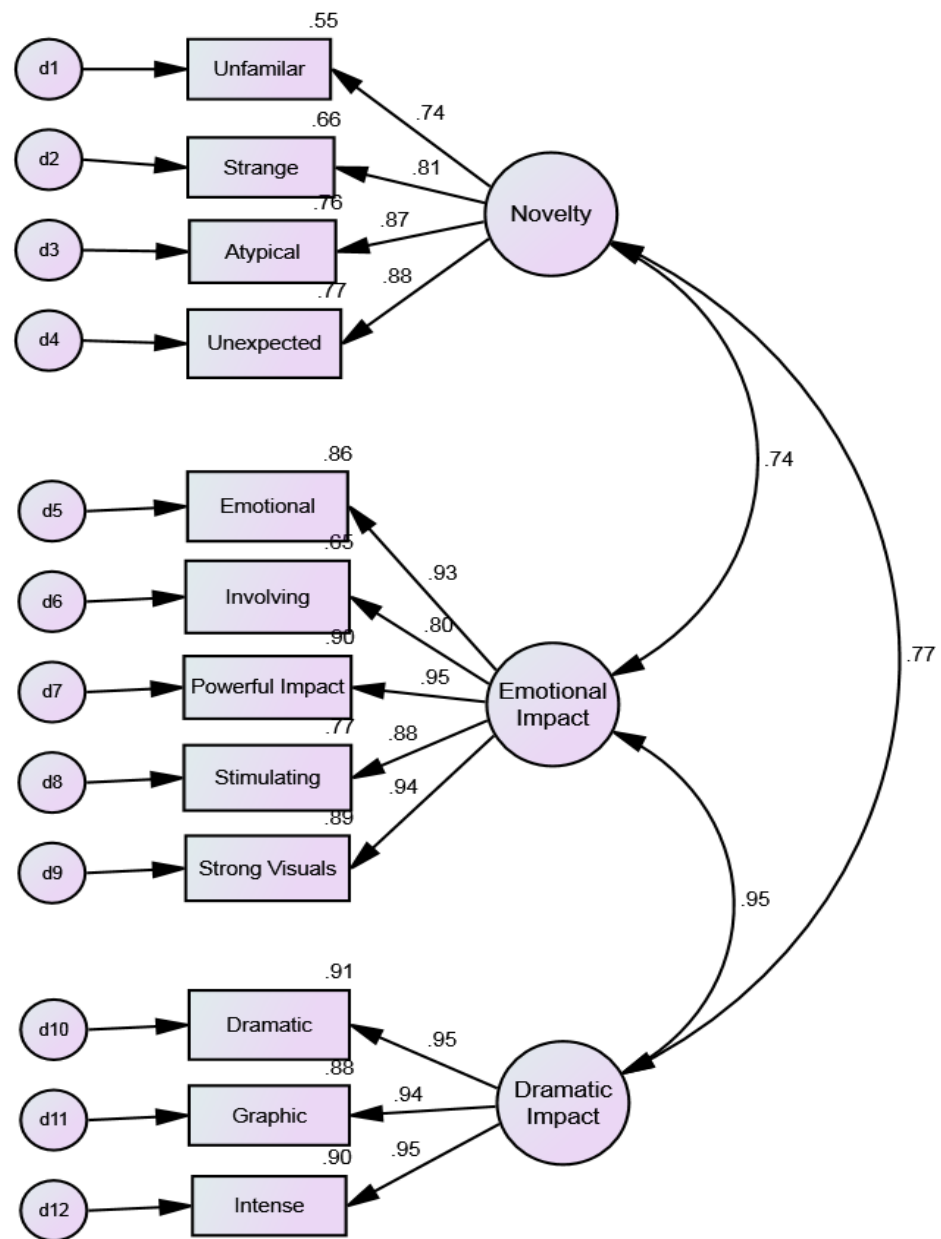 .55
d1
Unfamilar
.74
.66
d2
Strange
.81
Novelty
.76
d3
Atypical
.87
.77
d4
Unexpected
.88
.74
.86
d5
Emotional
.93
.65
d6
Involving
.80
.77
.90
d7
Powerful Impact
.95
Emotional
Impact
.77
d8
Stimulating
.88
.94
.89
d9
Strong Visuals
.95
.91
d10
Dramatic
.95
.88
d11
Graphic
.94
Dramatic
Impact
.90
d12
Intense
.95